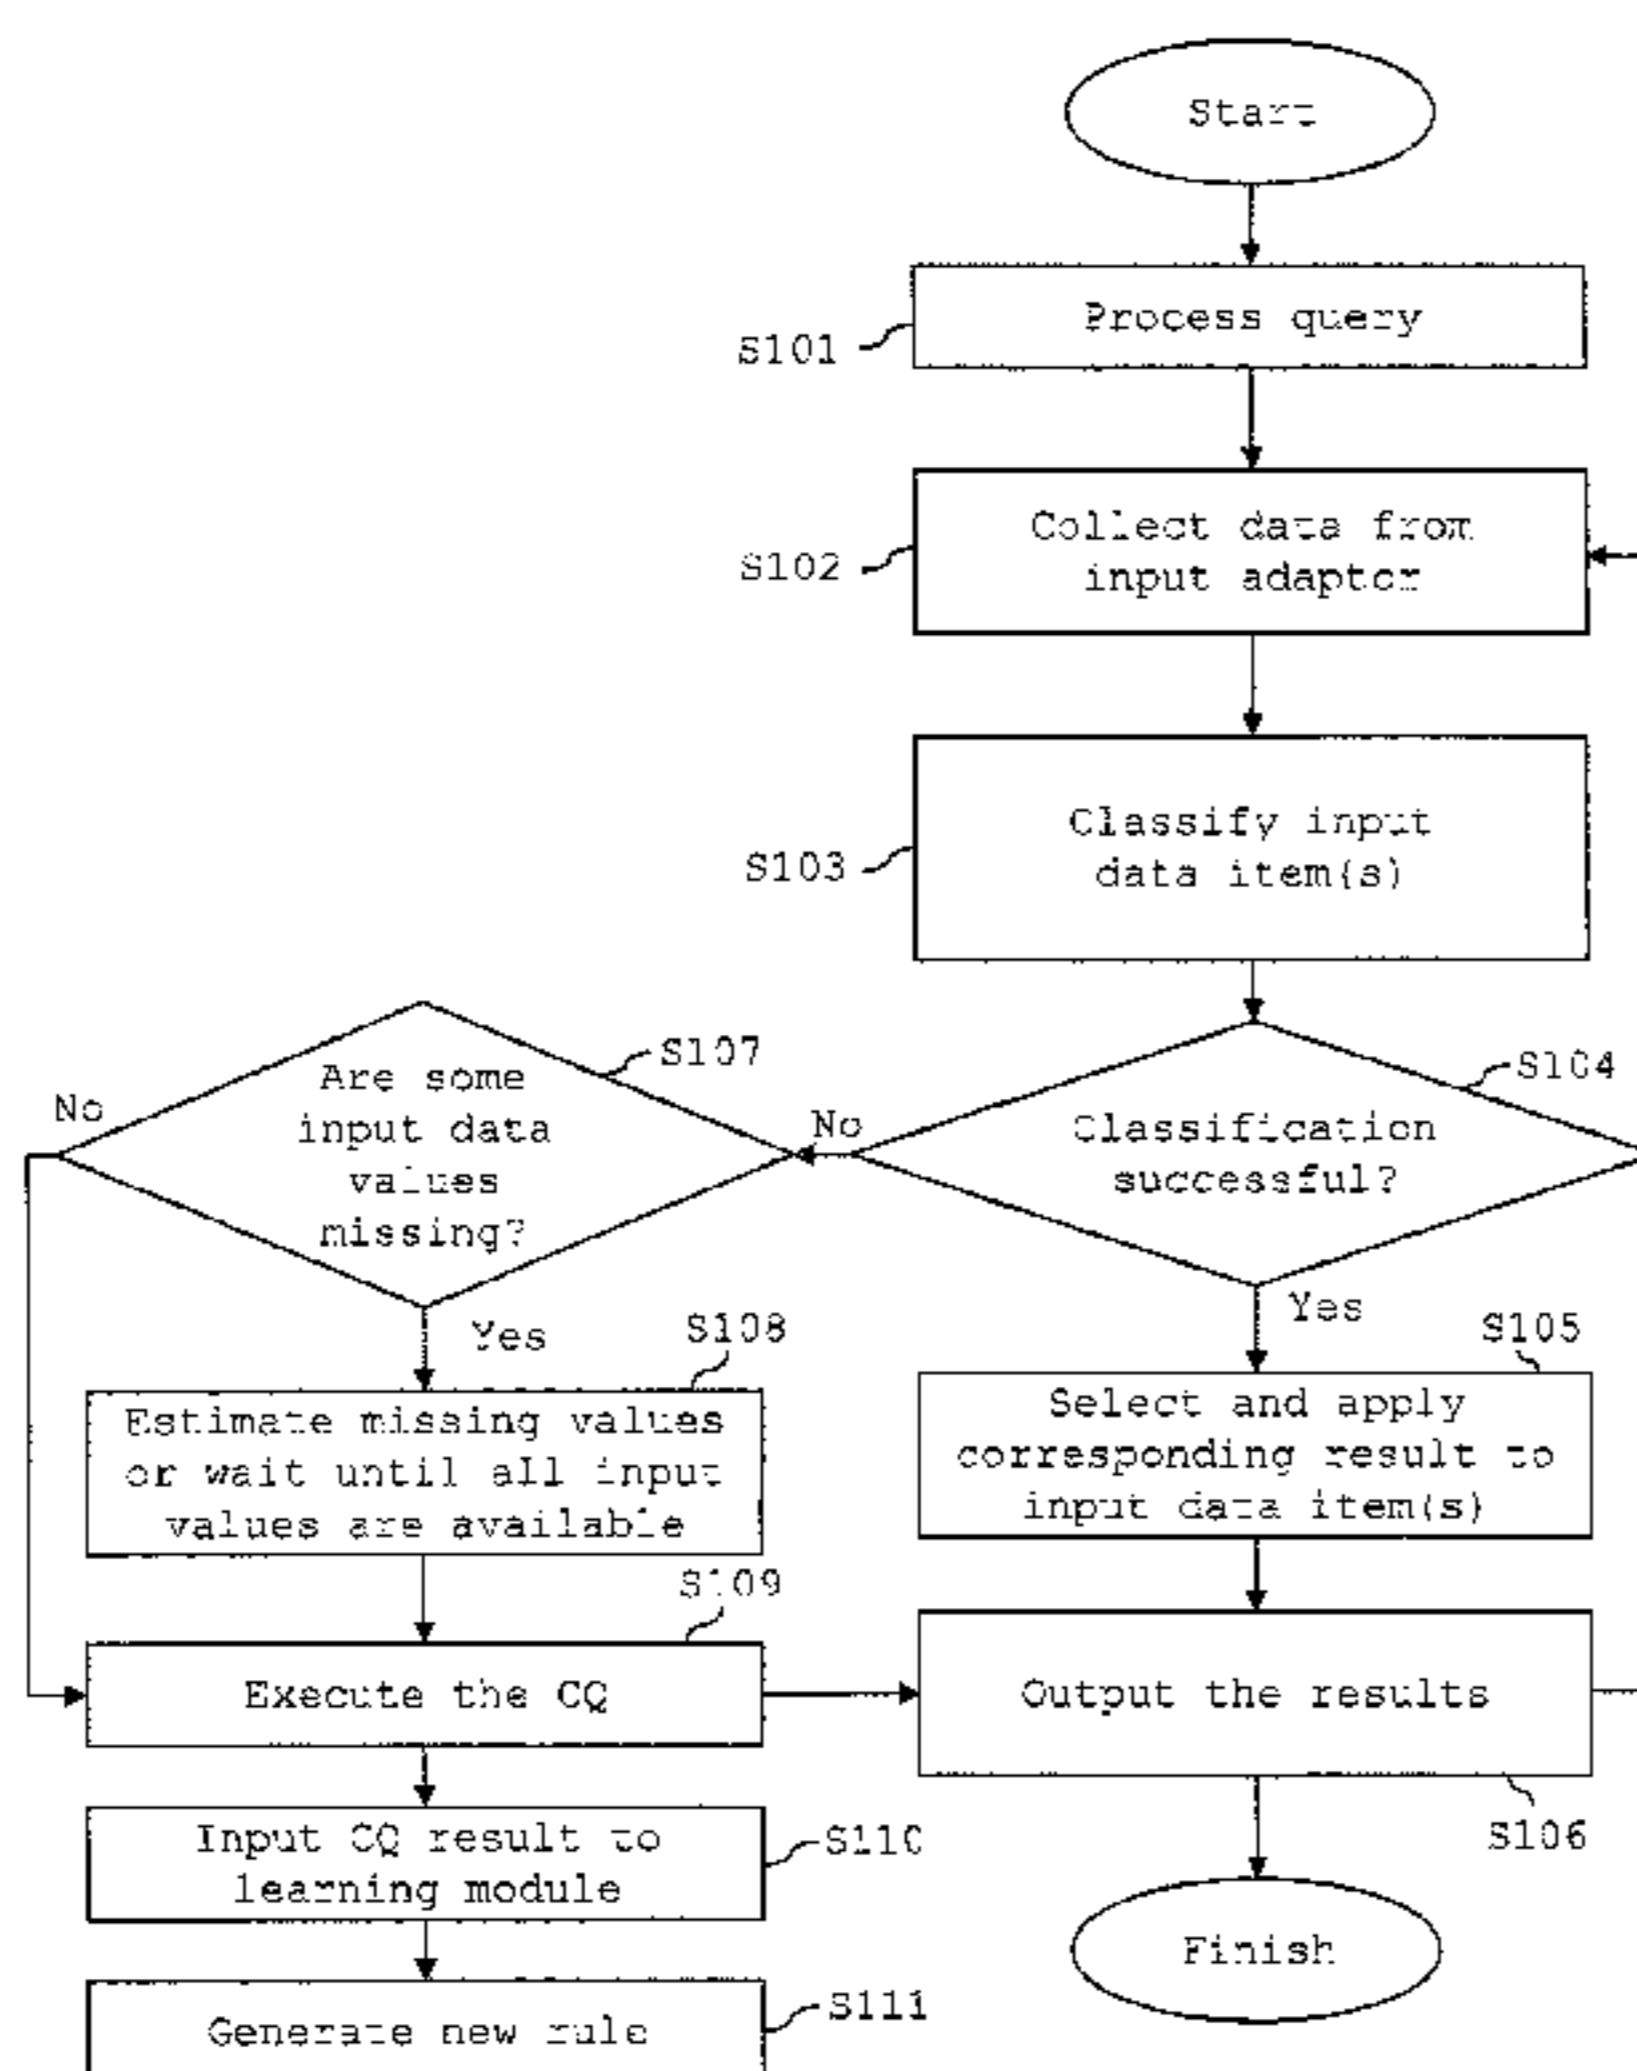 Start
Process query
S101
Collect data from
input adaptor
S102
Classify input
data item(s)
S103
S107
Are some
input data
values
missing?
No
No
S104
Classification
successful?
Yes
Yes
S108
Estimate missing values
or wait until all input
values are available
S105
Select and apply
corresponding result to
input data item(s)
S109
Execute the CQ
Output the results
S106
Input CQ result to
learning module
S110
Finish
Generate new rule
S111